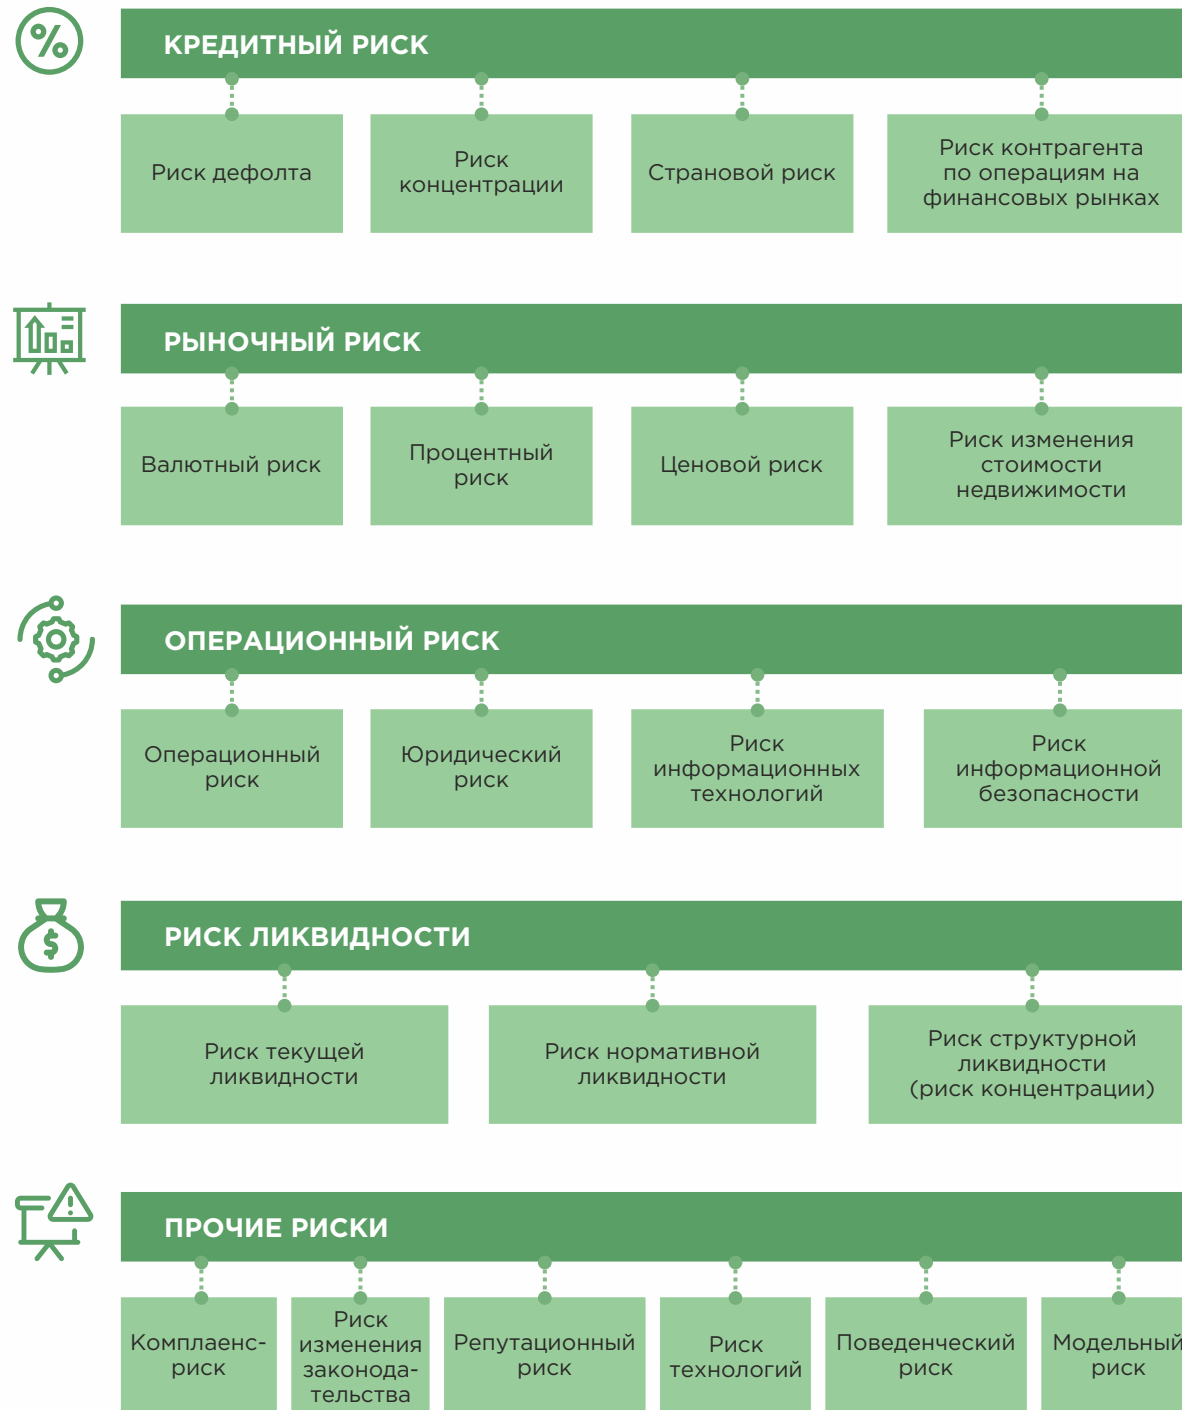 КРЕДИТНЫЙ РИСК
Риск дефолта
Риск
концентрации
Страновой риск
Риск контрагента
по операциям на
финансовых рынках
РЫНОЧНЫЙ РИСК
Валютный риск
Процентный
риск
Ценовой риск
Риск изменения
стоимости
недвижимости
ОПЕРАЦИОННЫЙ РИСК
Операционный
риск
Юридический
риск
Риск
информационных
технологий
Риск
информационной
безопасности
РИСК ЛИКВИДНОСТИ
Риск текущей
ликвидности
Риск нормативной
ликвидности
Риск структурной
ликвидности
(риск концентрации)
ПРОЧИЕ РИСКИ
Комплаенс-
риск
Риск
изменения
законода-
тельства
Репутационный
риск
Риск
технологий
Поведенческий
риск
Модельный
риск